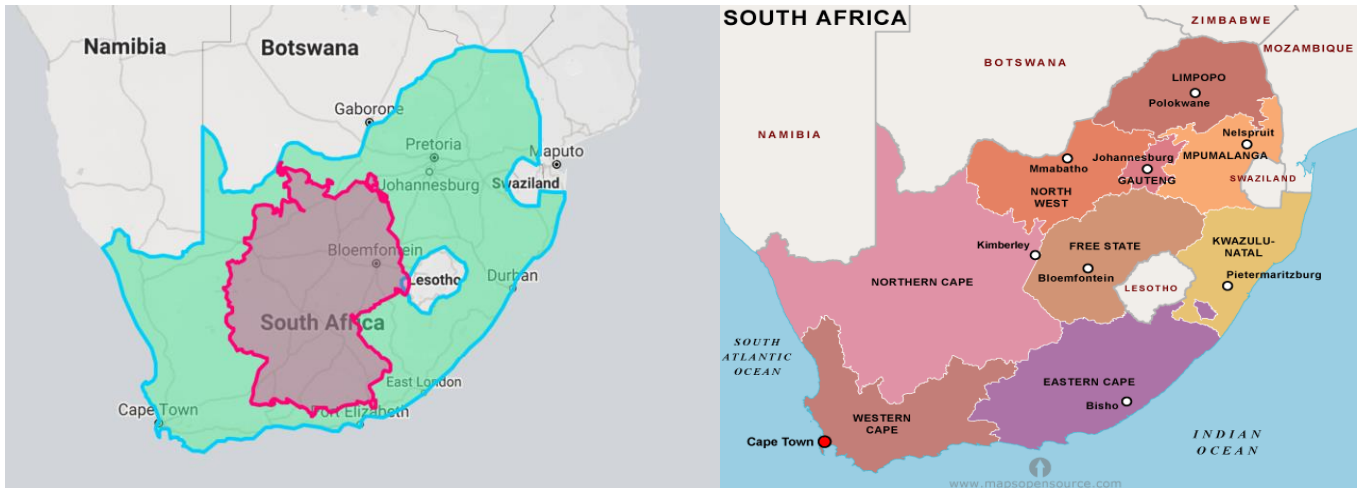 Namibia
Botswana
Gaborone
Pretoria
Johannesburg
Maputo
Swaziland
Bloemfontein
Lesotho
Durban
South Africa
East London
Cape Town
Port Elizabeth
SOUTH AFRICA
ZIMBABWE
MOZAMBIQUE
BOTSWANA
LIMPOPO
Polokwane
NAMIBIA
Nelspruit
Johannesburg
MPUMALANGA
Mmabatho
GAUTENG
SWAZILAND
NORTH
WEST
Kimberley
FREE STATE
KWAZULU-
NATAL
Bloemfontein
Pietermaritzburg
NORTHERN CAPE
LESOTHO
SOUTH
ATLANTIC
OCEAN
EASTERN CAPE
Bisho
WESTERN
CAPE
Cape Town
INDIAN
OCEAN
www.mapsopensource.com